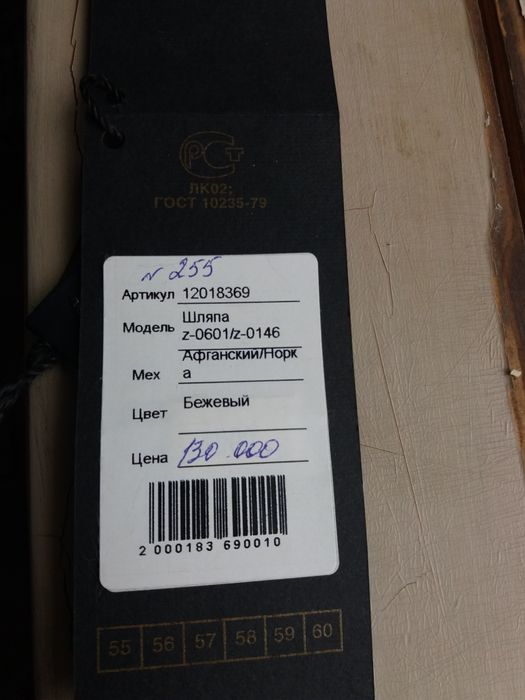 РСТ
ЛК02;
ГОСТ 10235-79
N 255
Артикул 12018369
Модель Шляпа
z-0601/z-0146
Мех Афганский/Норк
а
Цвет Бежевый
Цена 130.000
2 000183 690010
55 56 57 58 59 60